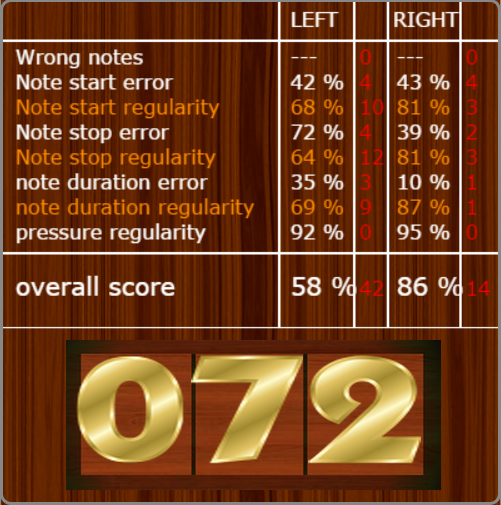 LEFT RIGHT
Wrong notes --- 0 --- 0
Note start error 42 % 4 43 % 4
Note start regularity 68 % 10 81 % 3
Note stop error 72 % 4 39 % 2
Note stop regularity 64 % 12 81 % 3
note duration error 35 % 3 10 % 1
note duration regularity 69 % 9 87 % 1
pressure regularity 92 % 0 95 % 0
overall score 58 % 42 86 % 14
072